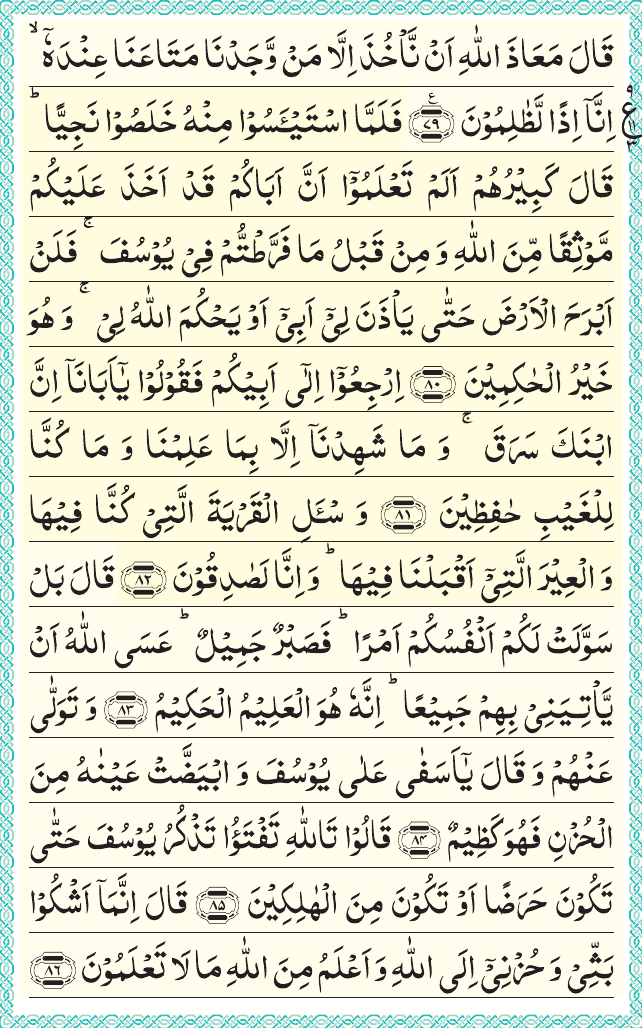 قَالَ مَعَاذَ اللّٰهِ اَنْ نَّاْخُذَ اِلَّا مَنْ وَّجَدْنَا مَتَاعَنَا عِنْدَهٗۤ ۙ
اِنَّاۤ اِذًا لَّظٰلِمُوْنَ ﴿۷۹﴾ فَلَمَّا اسْتَيْـَٔسُوْا مِنْهُ خَلَصُوْا نَجِيًّا ؕ
قَالَ كَبِيْرُهُمْ اَلَمْ تَعْلَمُوْۤا اَنَّ اَبَاكُمْ قَدْ اَخَذَ عَلَيْكُمْ
مَّوْثِقًا مِّنَ اللّٰهِ وَ مِنْ قَبْلُ مَا فَرَّطْتُّمْ فِيْ يُوْسُفَ ۚ فَلَنْ
اَبْرَحَ الْاَرْضَ حَتّٰى يَاْذَنَ لِيْۤ اَبِيْۤ اَوْ يَحْكُمَ اللّٰهُ لِيْ ۚ وَ هُوَ
خَيْرُ الْحٰكِمِيْنَ ﴿۸۰﴾ اِرْجِعُوْۤا اِلٰۤى اَبِيْكُمْ فَقُوْلُوْا يٰۤاَبَانَاۤ اِنَّ
ابْنَكَ سَرَقَ ۚ وَ مَا شَهِدْنَاۤ اِلَّا بِمَا عَلِمْنَا وَ مَا كُنَّا
لِلْغَيْبِ حٰفِظِيْنَ ﴿۸۱﴾ وَ سْـَٔلِ الْقَرْيَةَ الَّتِيْ كُنَّا فِيْهَا
وَ الْعِيْرَ الَّتِيْۤ اَقْبَلْنَا فِيْهَا ؕ وَ اِنَّا لَصٰدِقُوْنَ ﴿۸۲﴾ قَالَ بَلْ
سَوَّلَتْ لَكُمْ اَنْفُسُكُمْ اَمْرًا ؕ فَصَبْرٌ جَمِيْلٌ ؕ عَسَى اللّٰهُ اَنْ
يَّاْتِـيَنِيْ بِهِمْ جَمِيْعًا ؕ اِنَّهٗ هُوَ الْعَلِيْمُ الْحَكِيْمُ ﴿۸۳﴾ وَ تَوَلّٰى
عَنْهُمْ وَ قَالَ يٰۤاَسَفٰى عَلٰى يُوْسُفَ وَ ابْيَضَّتْ عَيْنٰهُ مِنَ
الْحُزْنِ فَهُوَ كَظِيْمٌ ﴿۸۴﴾ قَالُوْا تَاللّٰهِ تَفْتَؤُا تَذْكُرُ يُوْسُفَ حَتّٰى
تَكُوْنَ حَرَضًا اَوْ تَكُوْنَ مِنَ الْهٰلِكِيْنَ ﴿۸۵﴾ قَالَ اِنَّمَاۤ اَشْكُوْا
بَثِّيْ وَ حُزْنِيْۤ اِلَى اللّٰهِ وَ اَعْلَمُ مِنَ اللّٰهِ مَا لَا تَعْلَمُوْنَ ﴿۸۶﴾